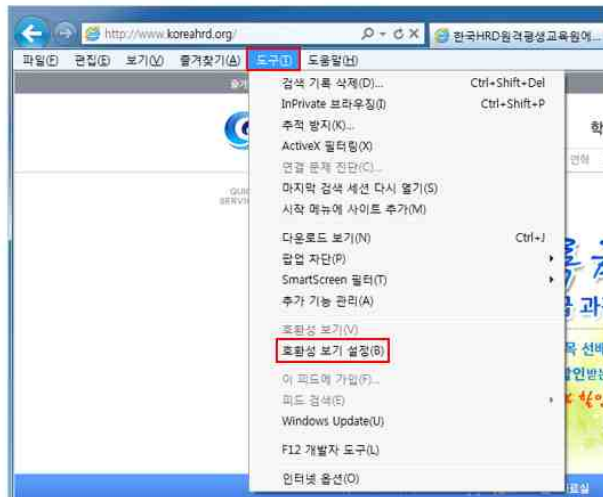 http://www.koreahrd.org/
한국HRD원격평생교육원에...
파일(F) 편집(E) 보기(V) 즐겨찾기(A) 도구(T) 도움말(H)
검색 기록 삭제(D)... Ctrl+Shift+Del
InPrivate 브라우징(I) Ctrl+Shift+P
추적 방지(K)...
ActiveX 필터링(X)
연결 문제 진단(C)...
마지막 검색 세션 다시 열기(S)
시작 메뉴에 사이트 추가(M)
다운로드 보기(N) Ctrl+J
팝업 차단(P)
SmartScreen 필터(T)
추가 기능 관리(A)
호환성 보기(V)
호환성 보기 설정(B)
이 피드에 가입(F)...
피드 검색(E)
Windows Update(U)
F12 개발자 도구(L)
인터넷 옵션(O)